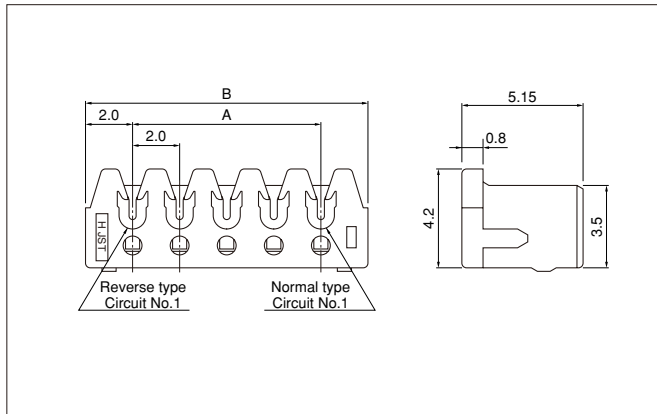 B
5.15
2.0
A
0.8
2.0
4.2
3.5
H JST
Reverse type
Circuit No.1
Normal type
Circuit No.1